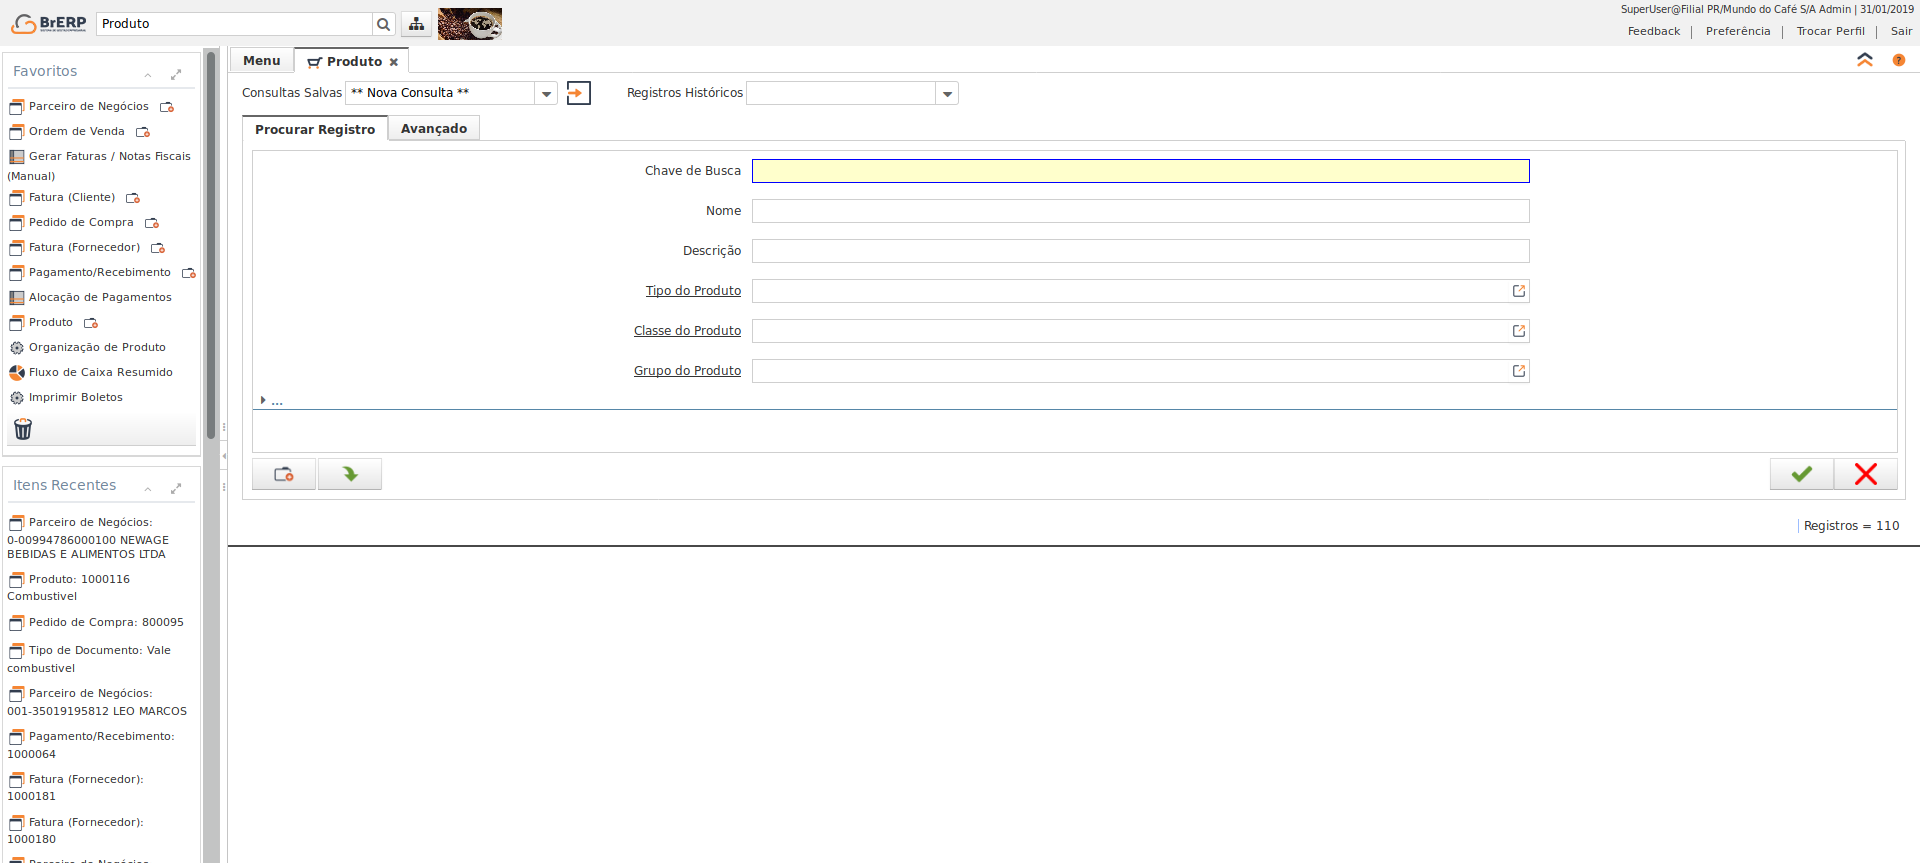 BrERP
Produto
SuperUser@Filial PR/Mundo do Café S/A Admin | 31/01/2019
Feedback | Preferência | Trocar Perfil | Sair
Favoritos
Parceiro de Negócios
Ordem de Venda
Gerar Faturas / Notas Fiscais
(Manual)
Fatura (Cliente)
Pedido de Compra
Fatura (Fornecedor)
Pagamento/Recebimento
Alocação de Pagamentos
Produto
Organização de Produto
Fluxo de Caixa Resumido
Imprimir Boletos
Itens Recentes
Parceiro de Negócios:
0-00994786000100 NEWAGE
BEBIDAS E ALIMENTOS LTDA
Produto: 1000116
Combustivel
Pedido de Compra: 800095
Tipo de Documento: Vale
combustivel
Parceiro de Negócios:
001-35019195812 LEO MARCOS
Pagamento/Recebimento:
1000064
Fatura (Fornecedor):
1000181
Fatura (Fornecedor):
1000180
Menu
Produto
Consultas Salvas ** Nova Consulta ** Registros Históricos
Procurar Registro Avançado
Chave de Busca
Nome
Descrição
Tipo do Produto
Classe do Produto
Grupo do Produto
...
Registros = 110